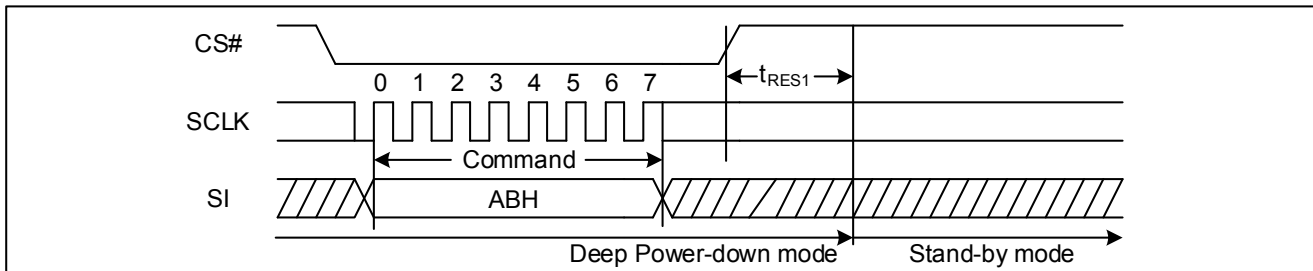 CS#
tRES1
0 1 2 3 4 5 6 7
SCLK
Command
SI
ABH
Deep Power-down mode Stand-by mode